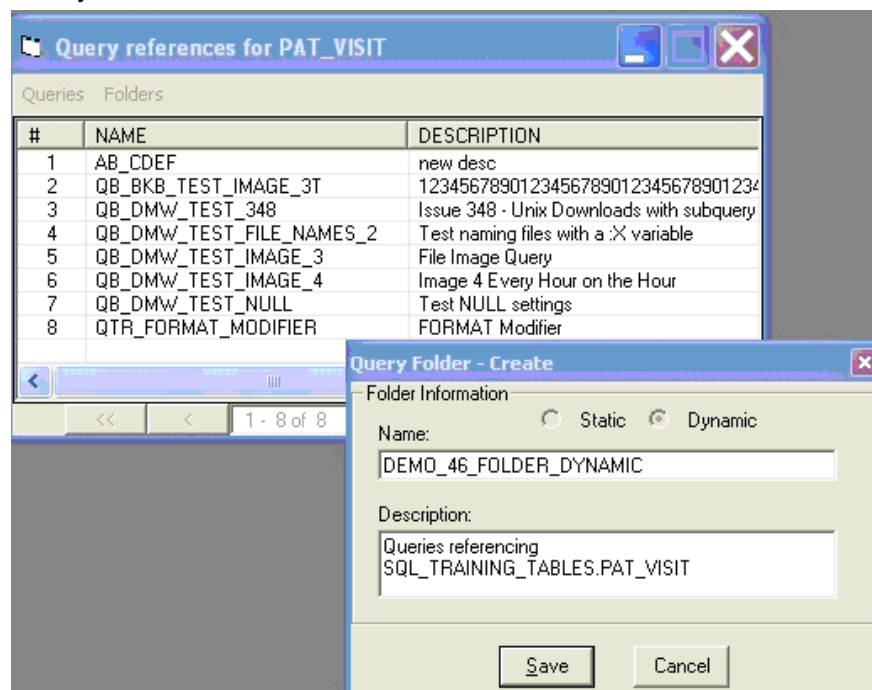 Query references for PAT_VISIT
Queries Folders
# NAME DESCRIPTION
1 AB_CDEF new desc
2 QB_BKB_TEST_IMAGE_3T 1234567890123456789012345678901234
3 QB_DMW_TEST_348 Issue 348 - Unix Downloads with subquery
4 QB_DMW_TEST_FILE_NAMES_2 Test naming files with a :X variable
5 QB_DMW_TEST_IMAGE_3 File Image Query
6 QB_DMW_TEST_IMAGE_4 Image 4 Every Hour on the Hour
7 QB_DMW_TEST_NULL Test NULL settings
8 QTR_FORMAT_MODIFIER FORMAT Modifier
<< < 1 - 8 of 8
Query Folder - Create
Folder Information
Static Dynamic
Name:
DEMO_46_FOLDER_DYNAMIC
Description:
Queries referencing
SQL_TRAINING_TABLES.PAT_VISIT
Save Cancel